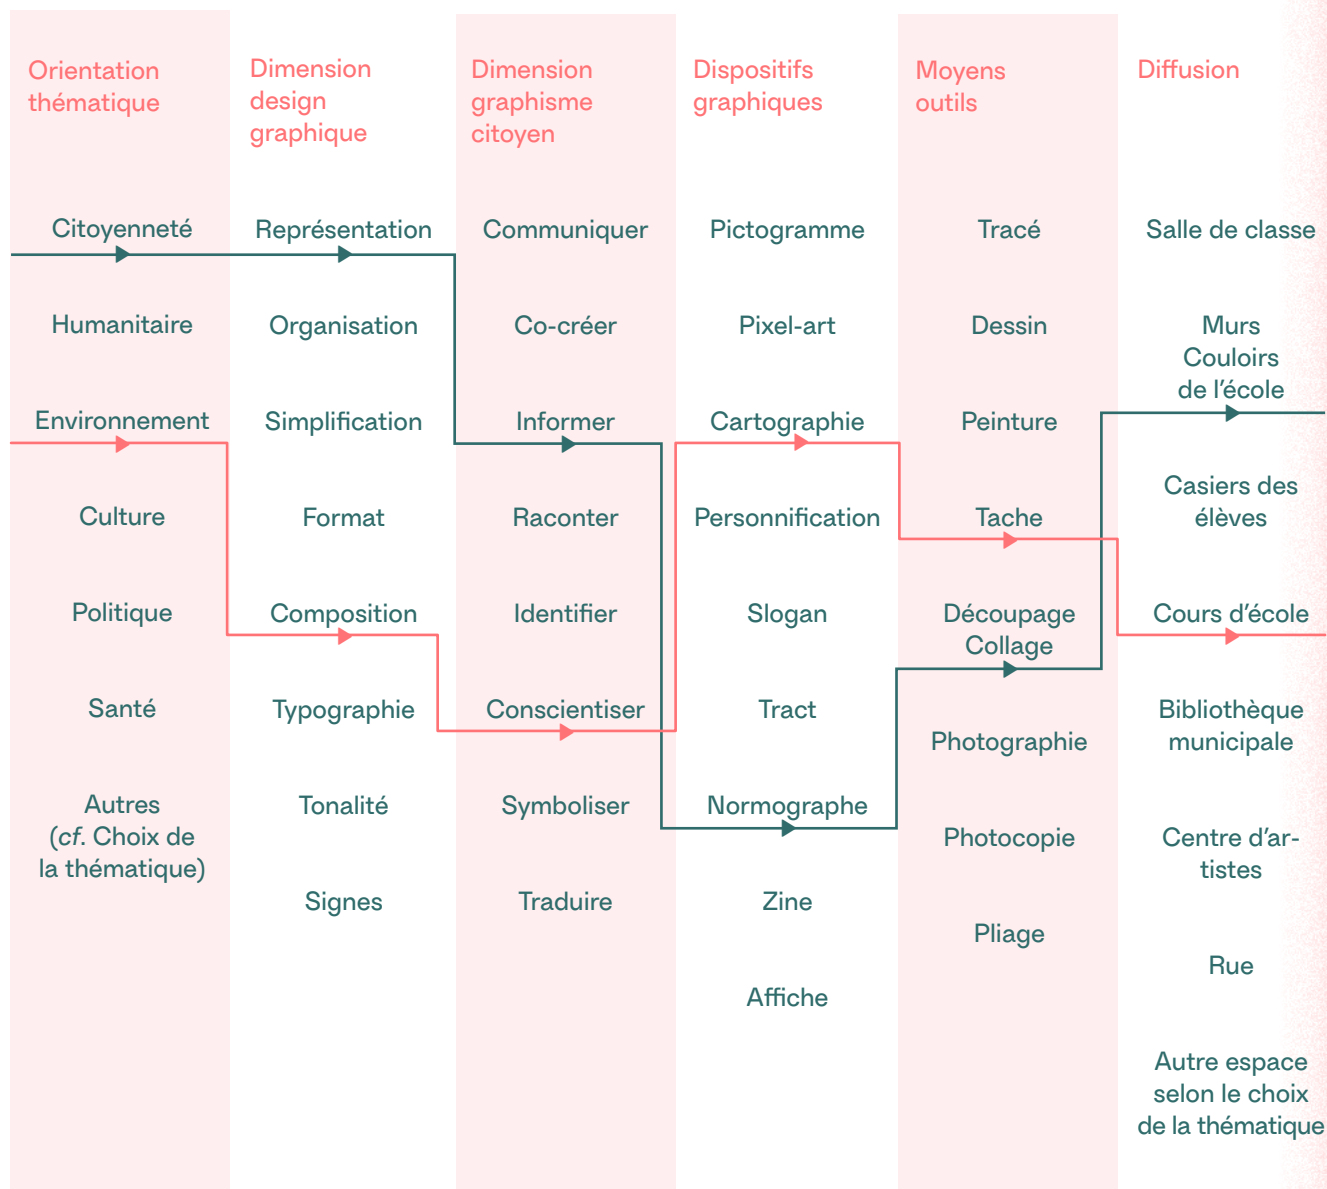 Orientation
thématique
Citoyenneté
Humanitaire
Environnement
Culture
Politique
Santé
Autres
(cf. Choix de
la thématique)
Dimension
design
graphique
Représentation
Organisation
Simplification
Format
Composition
Typographie
Tonalité
Signes
Dimension
graphisme
citoyen
Communiquer
Co-créer
Informer
Raconter
Identifier
Conscientiser
Symboliser
Traduire
Dispositifs
graphiques
Pictogramme
Pixel-art
Cartographie
Personnification
Slogan
Tract
Normographe
Zine
Affiche
Moyens
outils
Tracé
Dessin
Peinture
Tache
Découpage
Collage
Photographie
Photocopie
Pliage
Diffusion
Salle de classe
Murs
Couloirs
de l’école
Casiers des
élèves
Cours d’école
Bibliothèque
municipale
Centre d’ar-
tistes
Rue
Autre espace
selon le choix
de la thématique